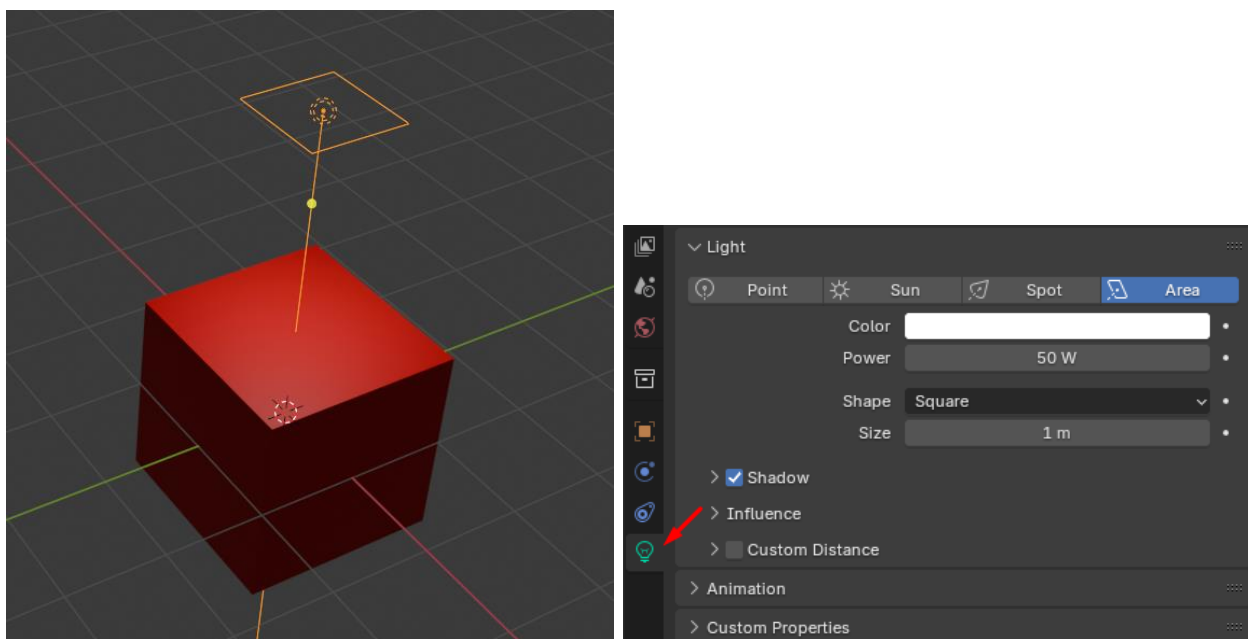 Light
Point Sun Spot Area
Color
Power 50 W
Shape Square
Size 1 m
Shadow
Influence
Custom Distance
Animation
Custom Properties